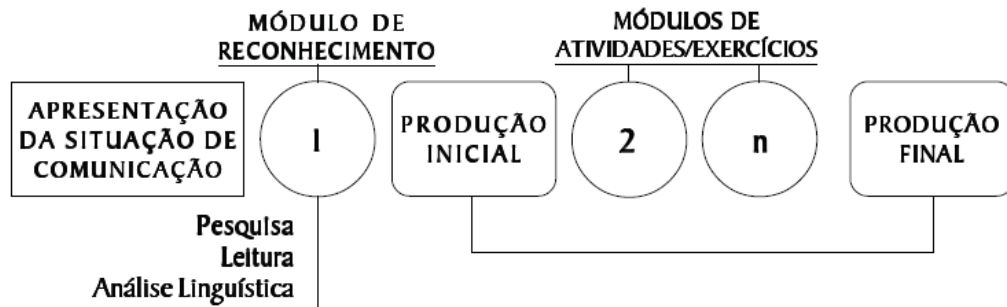 MÓDULO DE
RECONHECIMENTO
MÓDULOS DE
ATIVIDADES/EXERCÍCIOS
APRESENTAÇÃO
DA SITUAÇÃO DE
COMUNICAÇÃO
1
PRODUÇÃO
INICIAL
2
n
PRODUÇÃO
FINAL
Pesquisa
Leitura
Análise Linguística